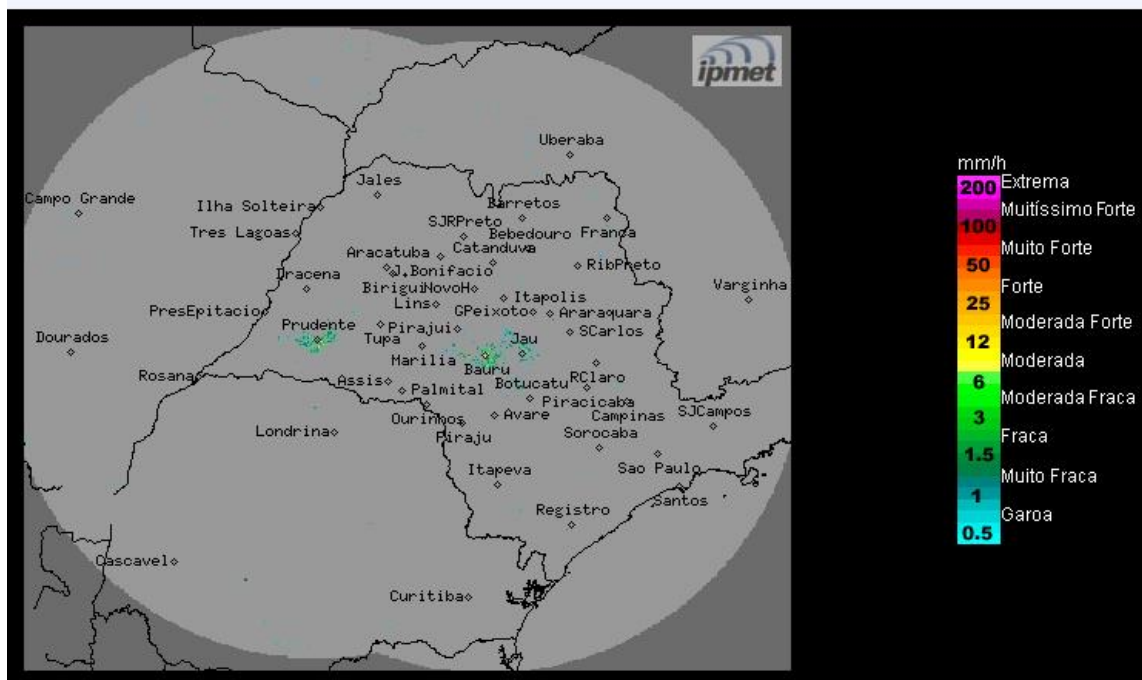 ipmet
Uberaba
Jales
Campo Grande
Ilha Solteira
Barretos
SJRPreto
Tres Lagoas
Bebedouro
Franca
Aracatuba
Catanduva
J.Bonifacio
RibPreto
Dracena
Birigui
NovoH
Varginha
Lins
Itapolis
PresEpitacio
GPeixoto
Araraquara
Prudente
Pirajui
SCarlos
Dourados
Tupa
Jau
Marilia
Bauru
Rosana
Assis
Botucatu
RClaro
Palmital
Piracicaba
Ourinhos
Avare
Campinas
SJCampos
Londrina
Piraju
Sorocaba
Itapeva
Sao Paulo
Santos
Registro
Cascavel
Curitiba
mm/h
200 Extrema
Muitíssimo Forte
100
Muito Forte
50
Forte
25
Moderada Forte
12
Moderada
6
Moderada Fraca
3
Fraca
1.5
Muito Fraca
1
Garoa
0.5